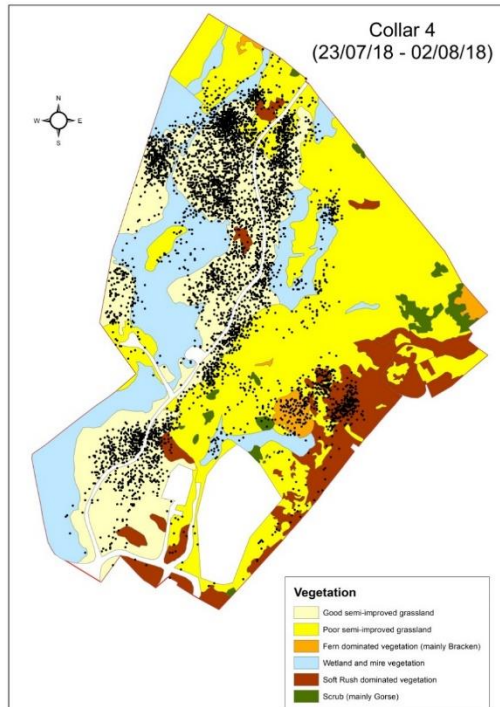 Collar 4
(23/07/18 - 02/08/18)
N
W E
S
Vegetation
Good semi-improved grassland
Poor semi-improved grassland
Fern dominated vegetation (mainly Bracken)
Wetland and mire vegetation
Soft Rush dominated vegetation
Scrub (mainly Gorse)